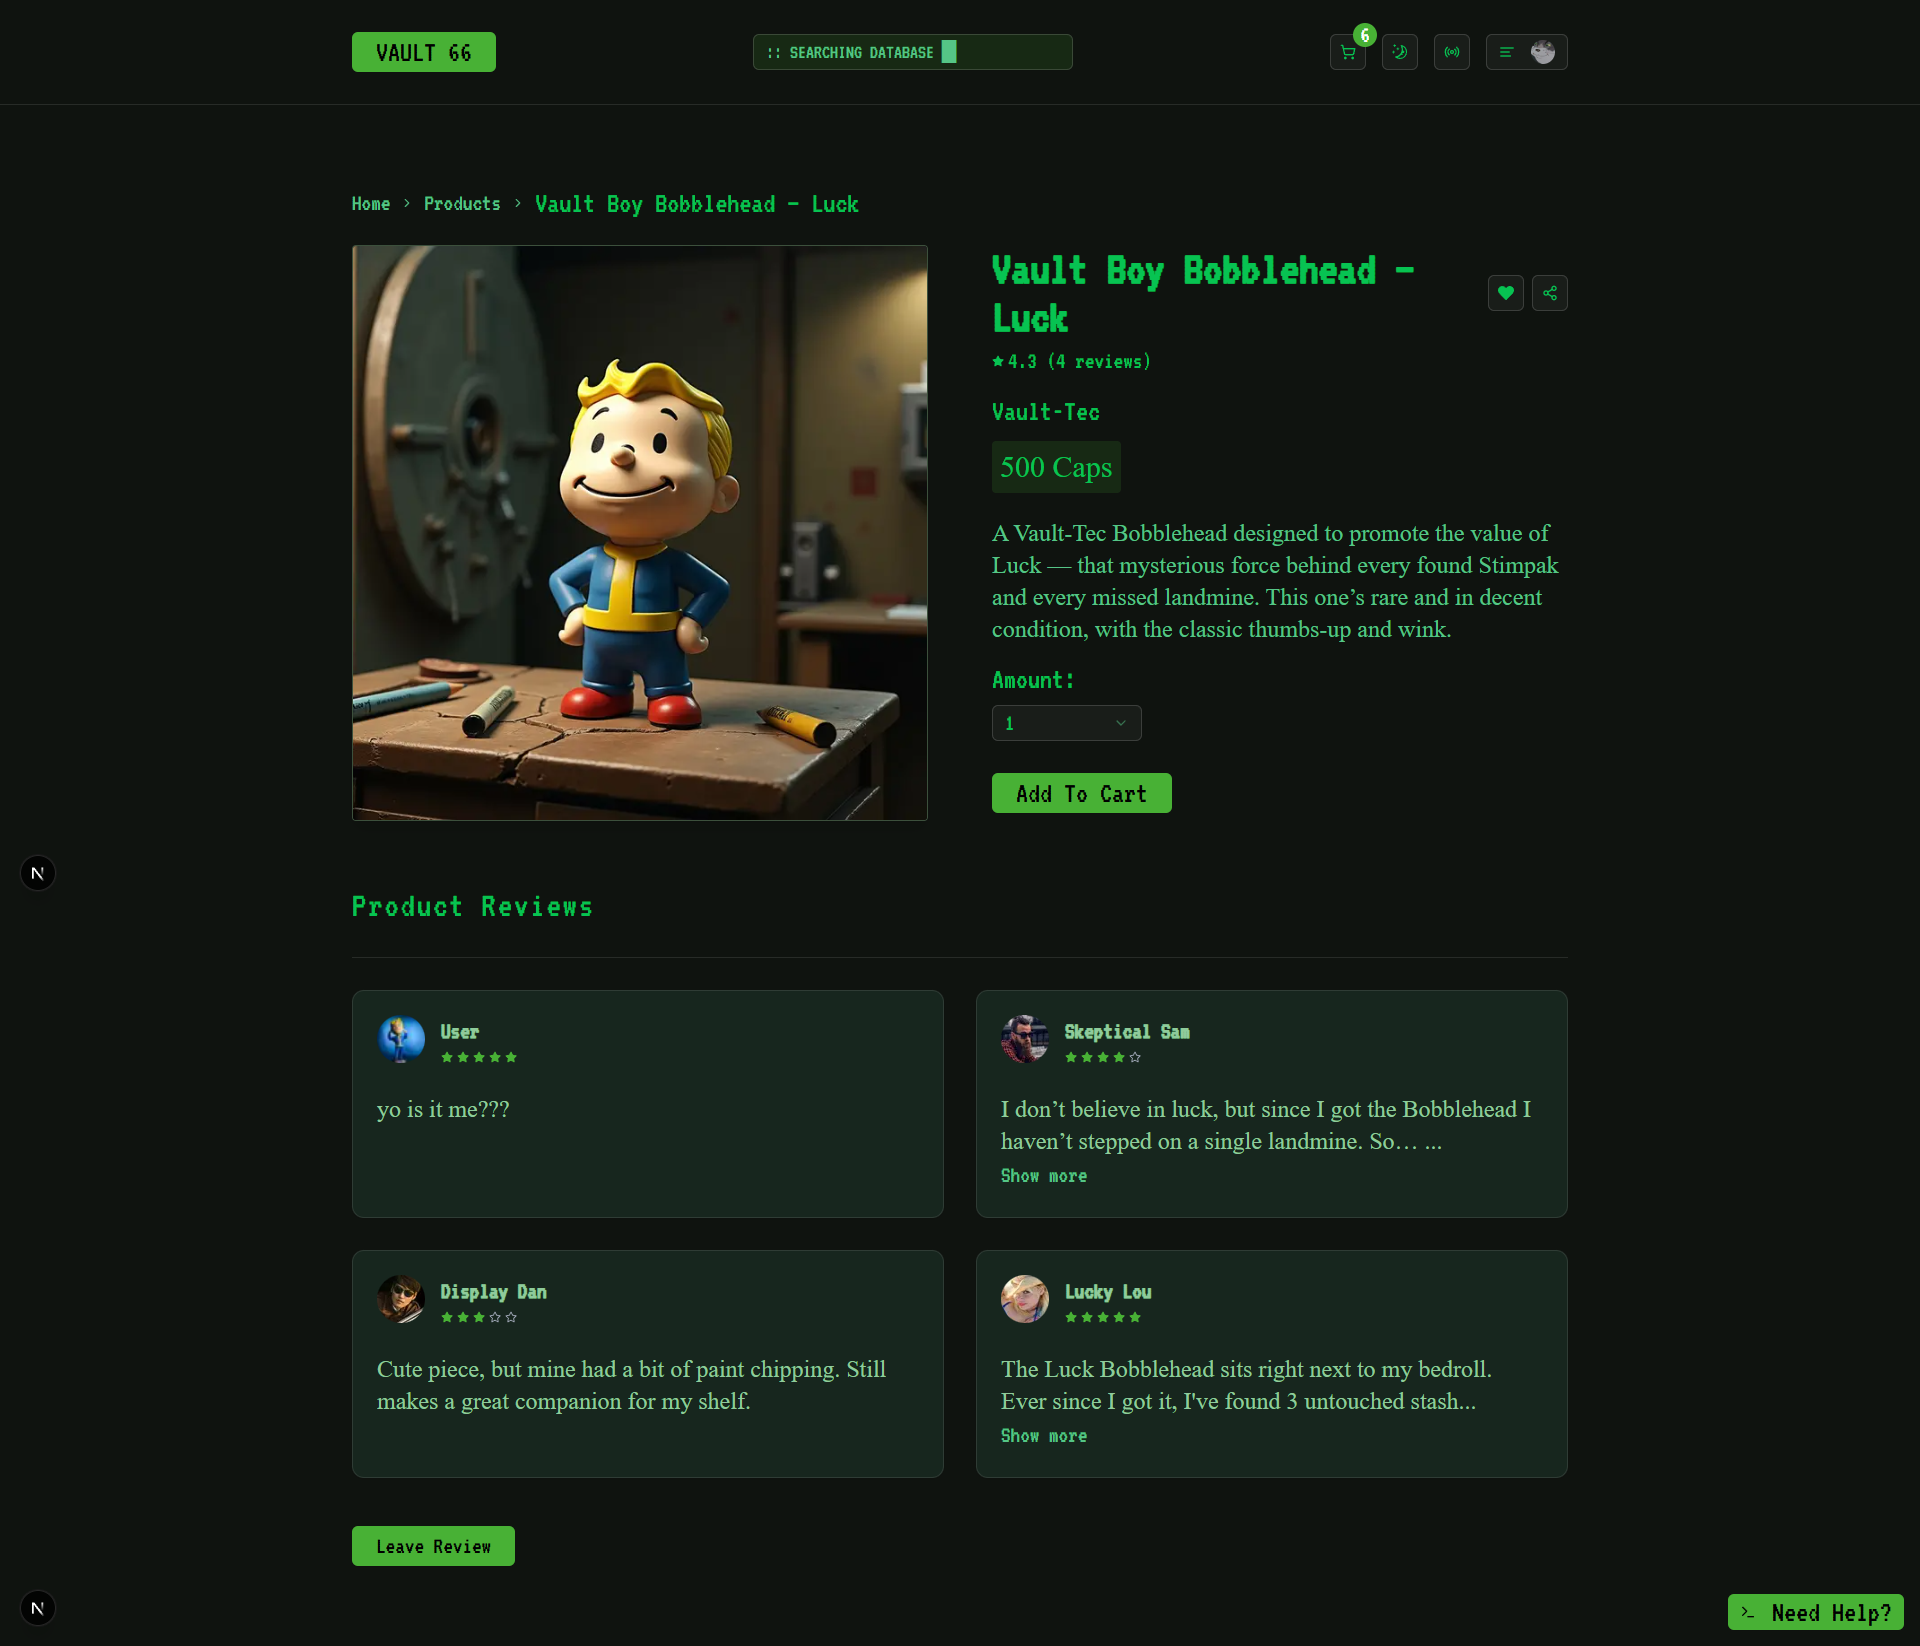 VAULT 66
:: SEARCHING DATABASE
6
Home > Products > Vault Boy Bobblehead – Luck
Vault Boy Bobblehead –
Luck
4.3 (4 reviews)
Vault-Tec
500 Caps
A Vault-Tec Bobblehead designed to promote the value of
Luck — that mysterious force behind every found Stimpak
and every missed landmine. This one’s rare and in decent
condition, with the classic thumbs-up and wink.
Amount:
1
Add To Cart
N
Product Reviews
User
yo is it me???
Skeptical Sam
I don’t believe in luck, but since I got the Bobblehead I
haven’t stepped on a single landmine. So… ...
Show more
Display Dan
Cute piece, but mine had a bit of paint chipping. Still
makes a great companion for my shelf.
Lucky Lou
The Luck Bobblehead sits right next to my bedroll.
Ever since I got it, I've found 3 untouched stash...
Show more
Leave Review
N
>_ Need Help?